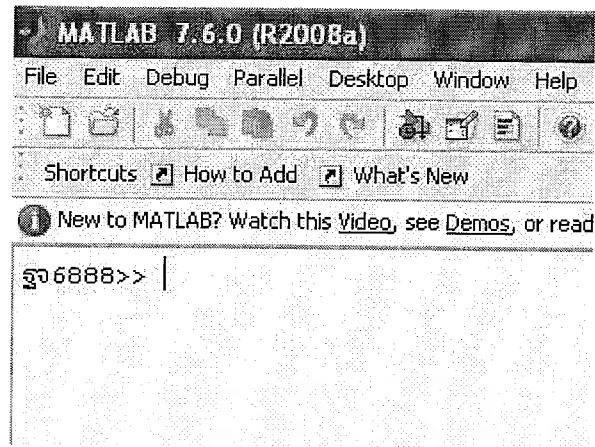 MATLAB 7.6.0 (R2008a)
File Edit Debug Parallel Desktop Window Help
Shortcuts How to Add What's New
New to MATLAB? Watch this Video, see Demos, or read
6888>>